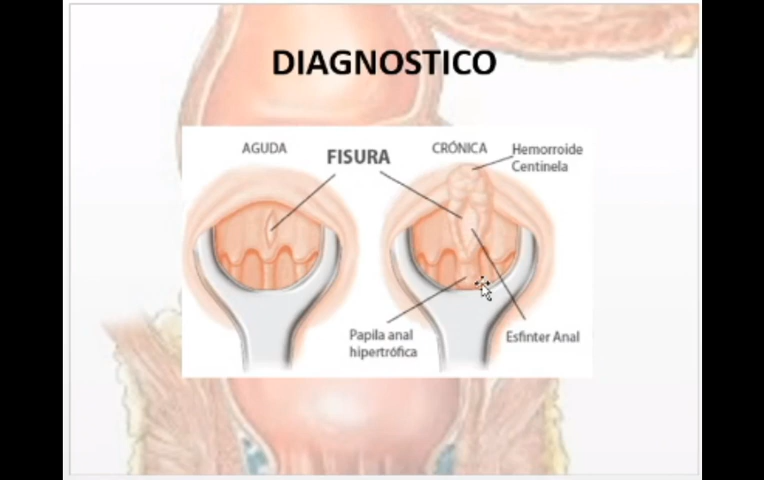 DIAGNOSTICO
AGUDA
FISURA
CRÓNICA
Hemorroide
Centinela
Papila anal
hipertrófica
Esfinter Anal